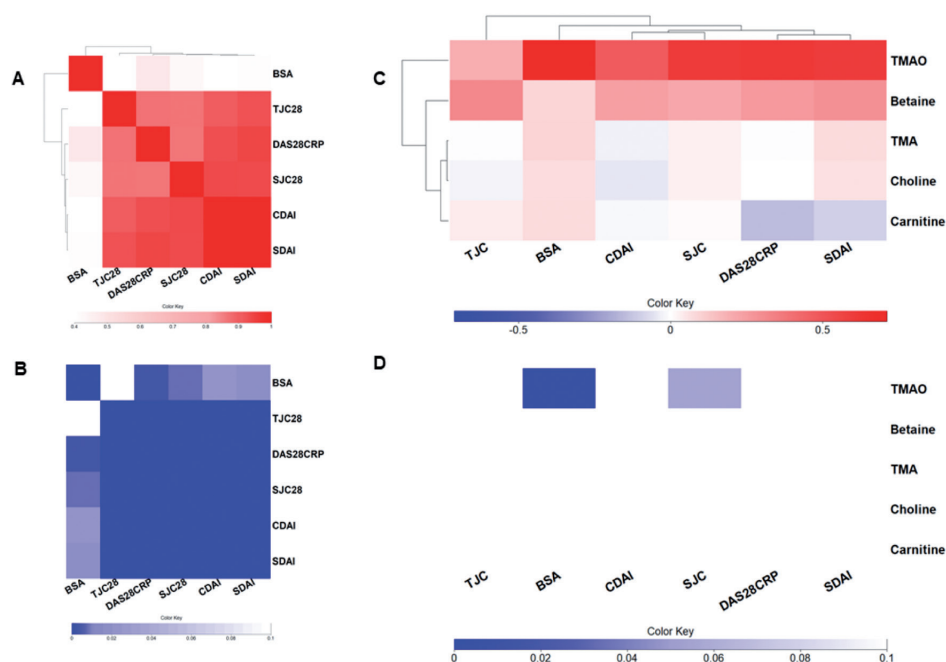 A
BSA
TJC28
DAS28CRP
SJC28
CDAI
SDAI
BSA TJC28 DAS28CRP SJC28 CDAI SDAI
Color Key
0.4 0.5 0.6 0.7 0.8 0.9 1
B
BSA
TJC28
DAS28CRP
SJC28
CDAI
SDAI
BSA TJC28 DAS28CRP SJC28 CDAI SDAI
Color Key
0 0.02 0.04 0.06 0.08 0.1
C
TMAO
Betaine
TMA
Choline
Carnitine
TJC BSA CDAI SJC DAS28CRP SDAI
Color Key
-0.5 0 0.5
D
TMAO
Betaine
TMA
Choline
Carnitine
TJC BSA CDAI SJC DAS28CRP SDAI
Color Key
0 0.02 0.04 0.06 0.08 0.1